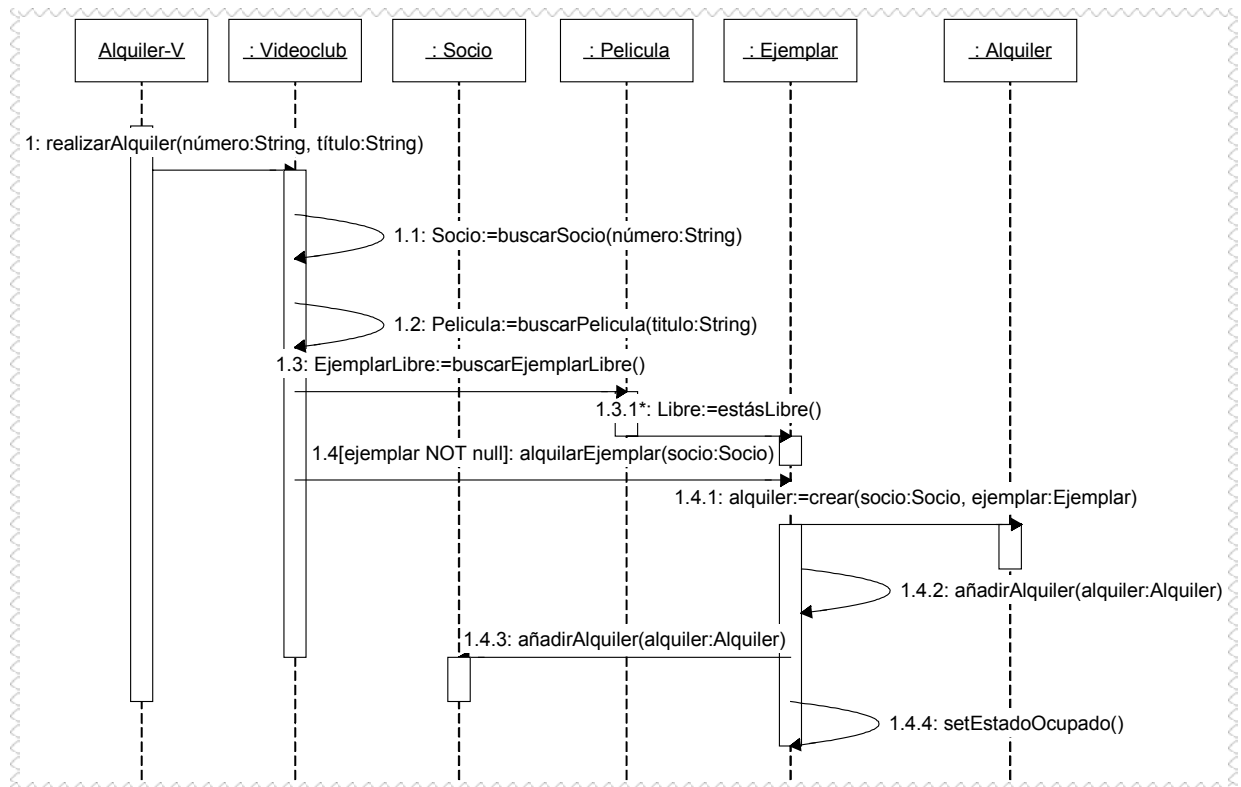 Alquiler-V
: Videoclub
: Socio
: Pelicula
: Ejemplar
: Alquiler
1: realizarAlquiler(número:String, título:String)
1.1: Socio:=buscarSocio(número:String)
1.2: Pelicula:=buscarPelicula(titulo:String)
1.3: EjemplarLibre:=buscarEjemplarLibre()
1.3.1*: Libre:=estásLibre()
1.4[ejemplar NOT null]: alquilarEjemplar(socio:Socio)
1.4.1: alquiler:=crear(socio:Socio, ejemplar:Ejemplar)
1.4.2: añadirAlquiler(alquiler:Alquiler)
1.4.3: añadirAlquiler(alquiler:Alquiler)
1.4.4: setEstadoOcupado()